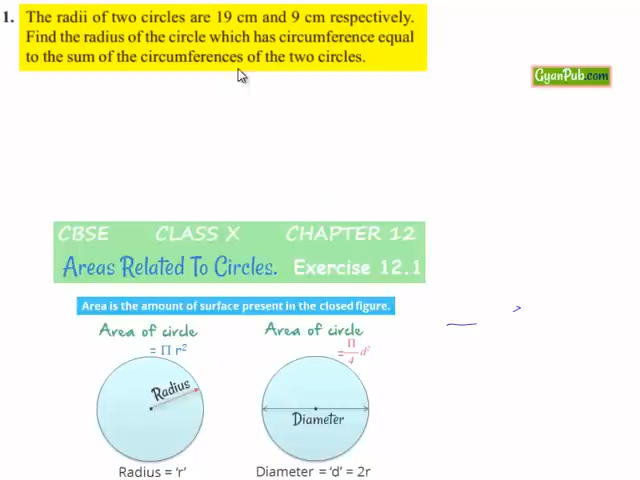 1. The radii of two circles are 19 cm and 9 cm respectively.
Find the radius of the circle which has circumference equal
to the sum of the circumferences of the two circles.
GyanPub.com
CBSE CLASS X CHAPTER 12
Areas Related To Circles. Exercise 12.1
Area is the amount of surface present in the closed figure.
Area of circle
= Π r²
Radius
Radius = 'r'
Area of circle
= Π/4 d²
Diameter
Diameter = 'd' = 2r